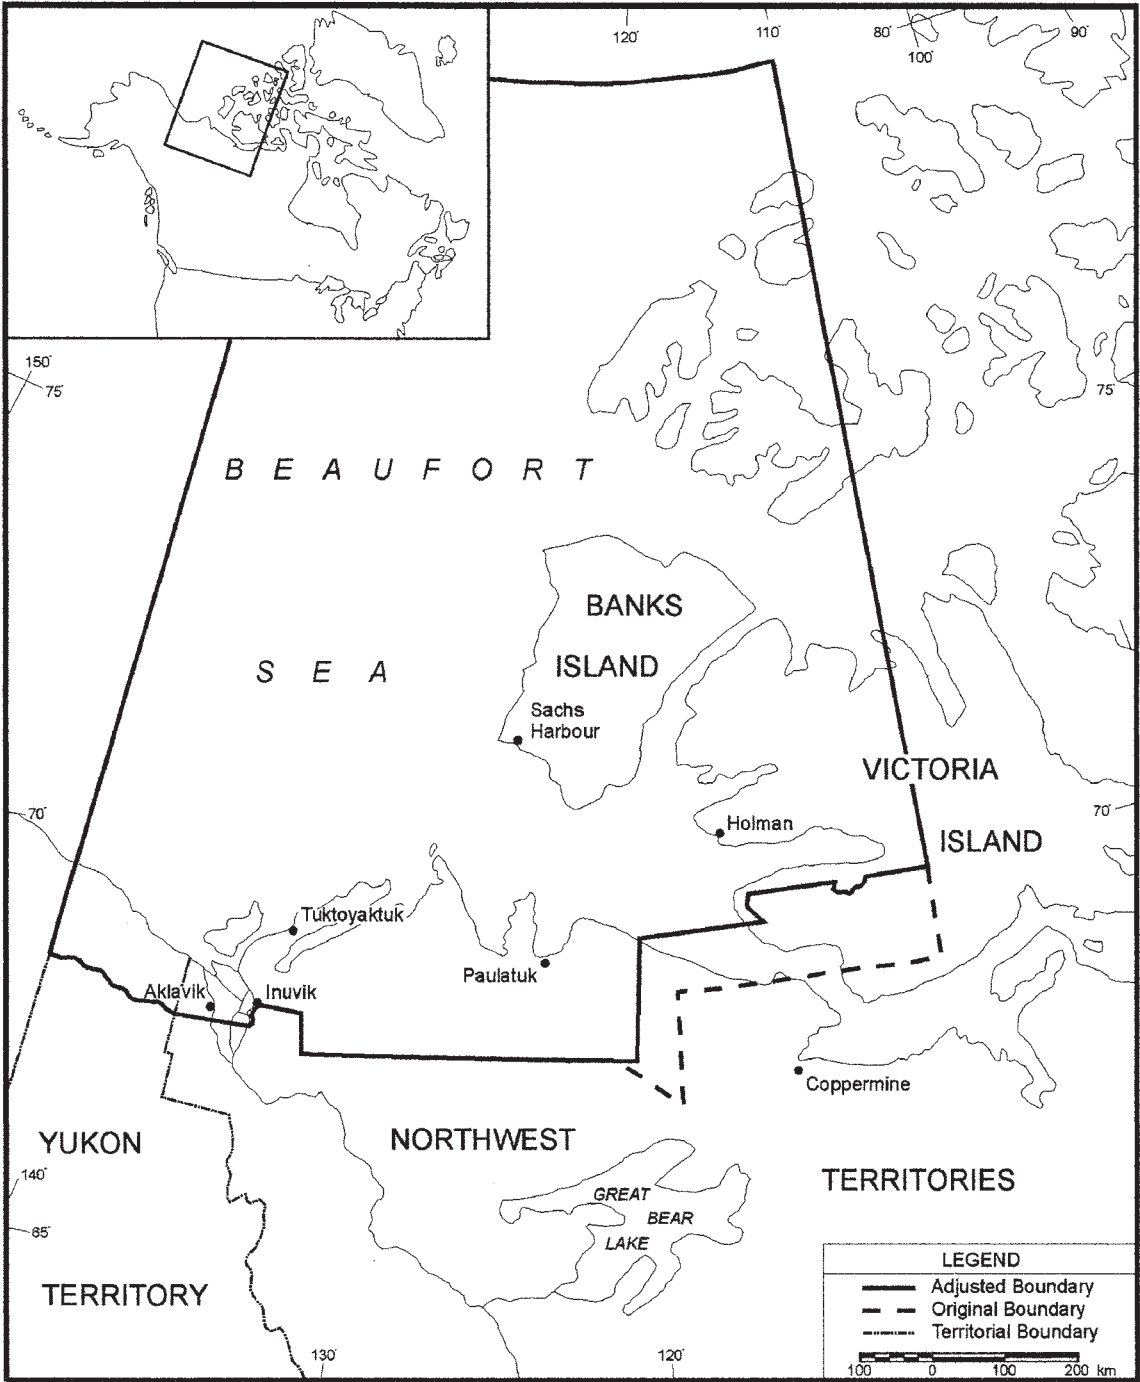 120°
110°
80°
100°
90°
150°
75°
75°
BEAUFORT
SEA
BANKS
ISLAND
Sachs
Harbour
VICTORIA
ISLAND
70°
70°
Holman
Tuktoyaktuk
Paulatuk
Aklavik
Inuvik
Coppermine
YUKON
TERRITORY
NORTHWEST
TERRITORIES
140°
65°
GREAT
BEAR
LAKE
130°
120°
LEGEND
Adjusted Boundary
Original Boundary
Territorial Boundary
100 0 100 200 km